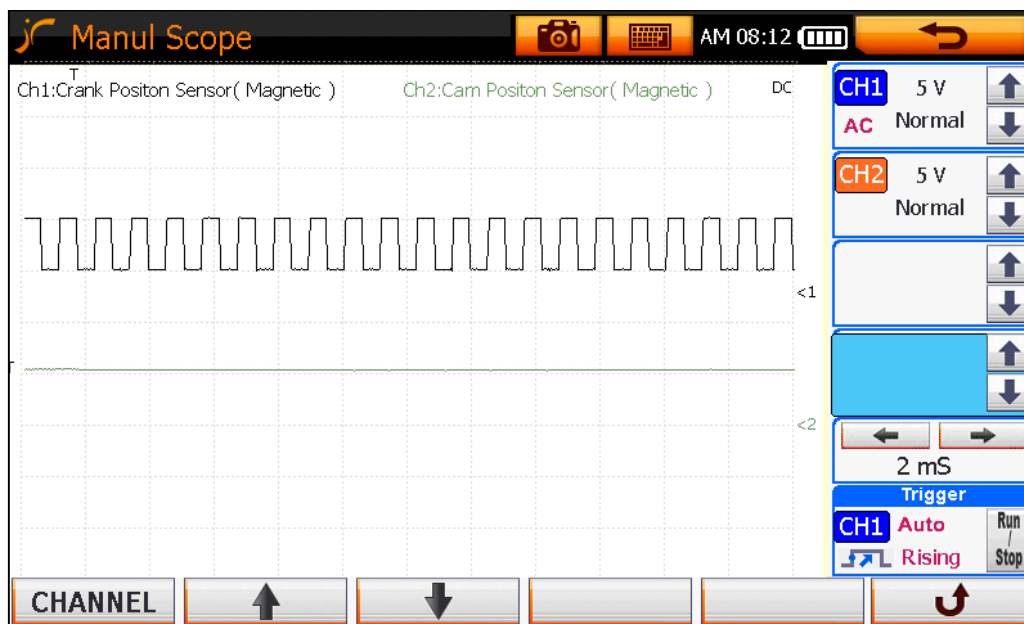 Manul Scope
AM 08:12
T
Ch1:Crank Positon Sensor( Magnetic )
Ch2:Cam Positon Sensor( Magnetic )
DC
CH1 5 V
AC Normal
CH2 5 V
Normal
<1
T
<2
2 mS
Trigger
CH1 Auto
Rising
Run
/
Stop
CHANNEL